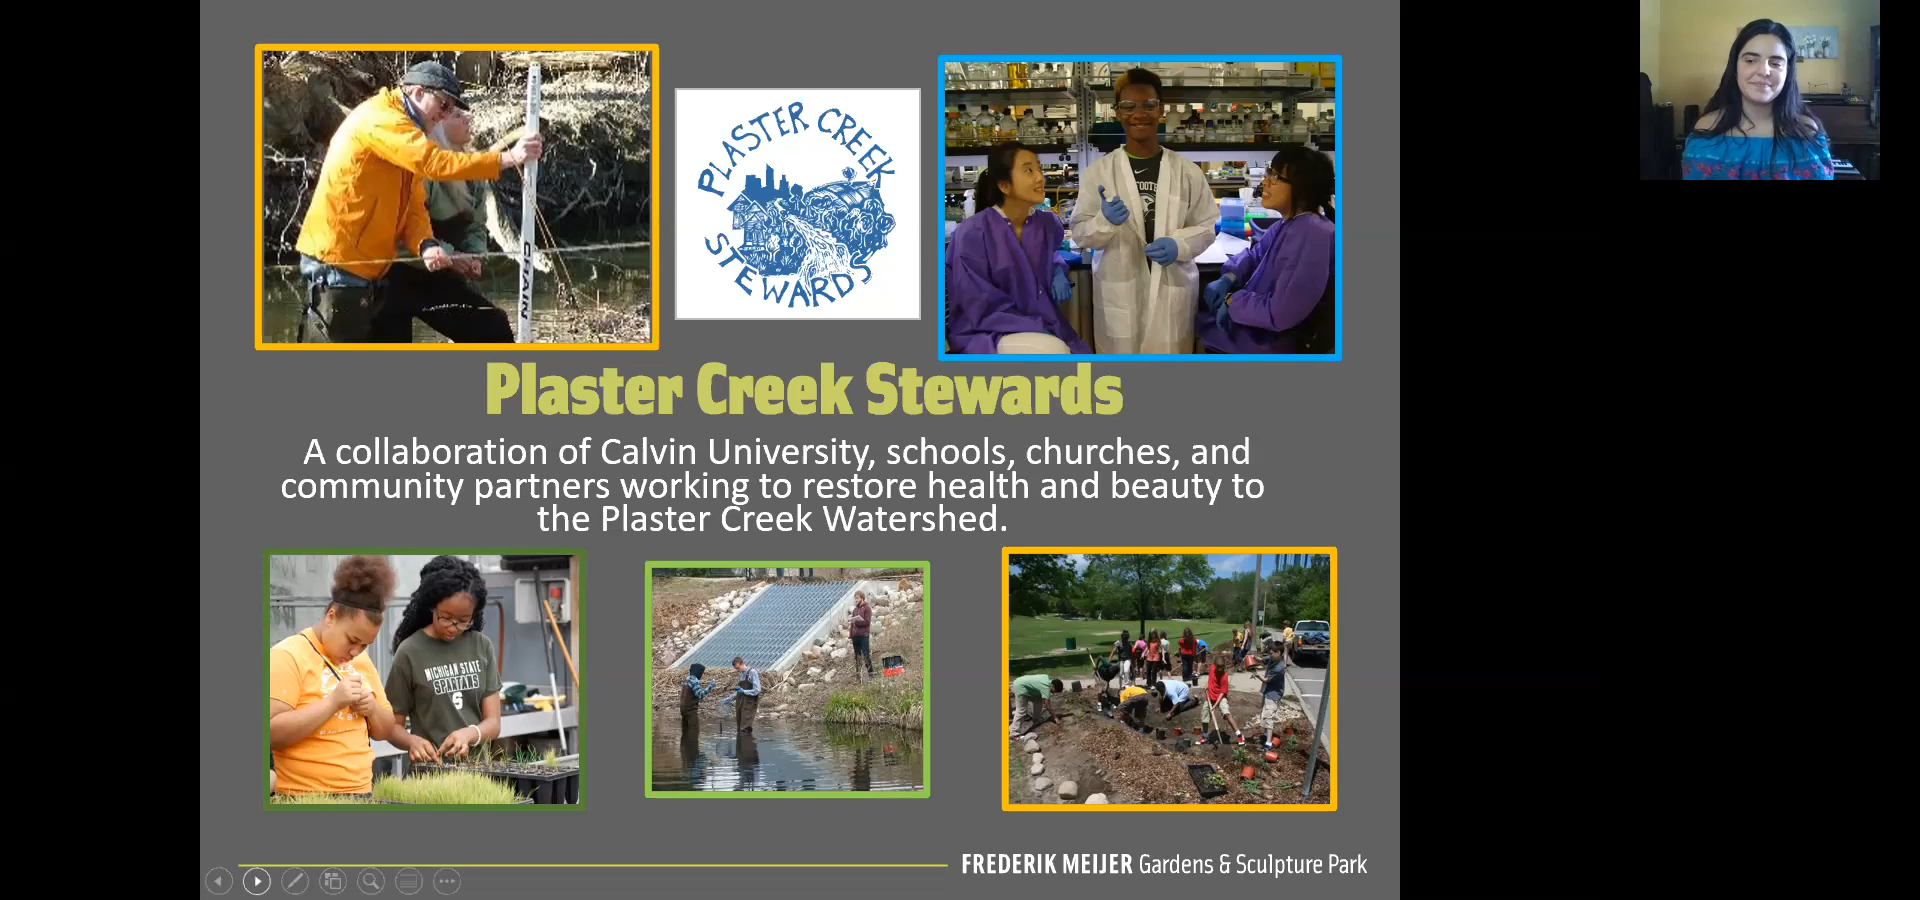 PLASTER CREEK
STEWARDS
CRAIN
Plaster Creek Stewards
A collaboration of Calvin University, schools, churches, and
community partners working to restore health and beauty to
the Plaster Creek Watershed.
MICHIGAN STATE
SPARTANS
S
FREDERIK MEIJER Gardens & Sculpture Park